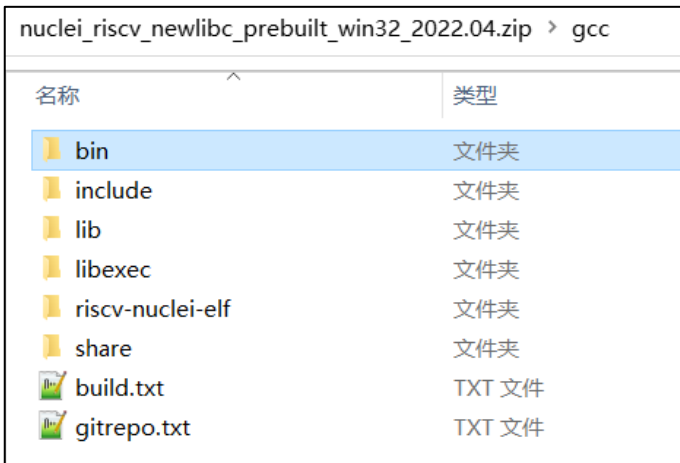 nuclei_riscv_newlibc_prebuilt_win32_2022.04.zip > gcc
名称 类型
bin 文件夹
include 文件夹
lib 文件夹
libexec 文件夹
riscv-nuclei-elf 文件夹
share 文件夹
build.txt TXT 文件
gitrepo.txt TXT 文件